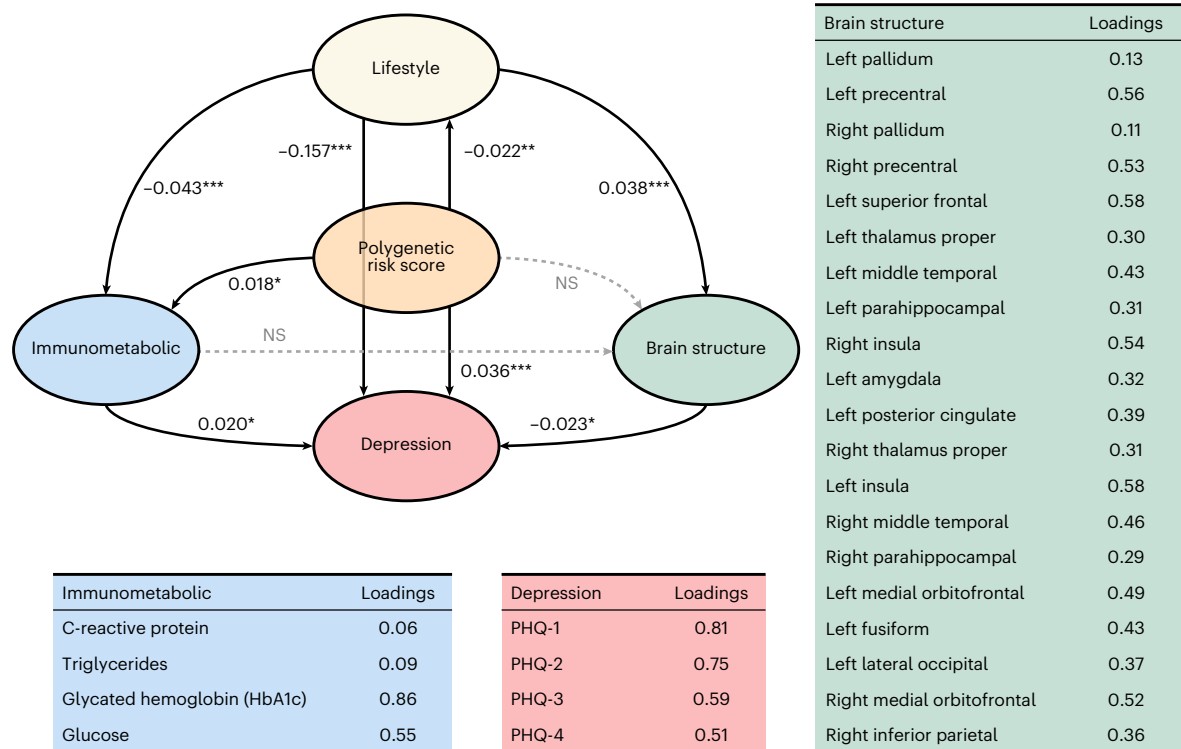 Lifestyle
–0.157***
–0.022**
–0.043***
0.038***
Polygenetic
risk score
0.018*
NS
Immunometabolic
NS
Brain structure
0.036***
0.020*
Depression
–0.023*
Brain structure Loadings
Left pallidum 0.13
Left precentral 0.56
Right pallidum 0.11
Right precentral 0.53
Left superior frontal 0.58
Left thalamus proper 0.30
Left middle temporal 0.43
Left parahippocampal 0.31
Right insula 0.54
Left amygdala 0.32
Left posterior cingulate 0.39
Right thalamus proper 0.31
Left insula 0.58
Right middle temporal 0.46
Right parahippocampal 0.29
Left medial orbitofrontal 0.49
Left fusiform 0.43
Left lateral occipital 0.37
Right medial orbitofrontal 0.52
Right inferior parietal 0.36
Immunometabolic Loadings
C-reactive protein 0.06
Triglycerides 0.09
Glycated hemoglobin (HbA1c) 0.86
Glucose 0.55
Depression Loadings
PHQ-1 0.81
PHQ-2 0.75
PHQ-3 0.59
PHQ-4 0.51